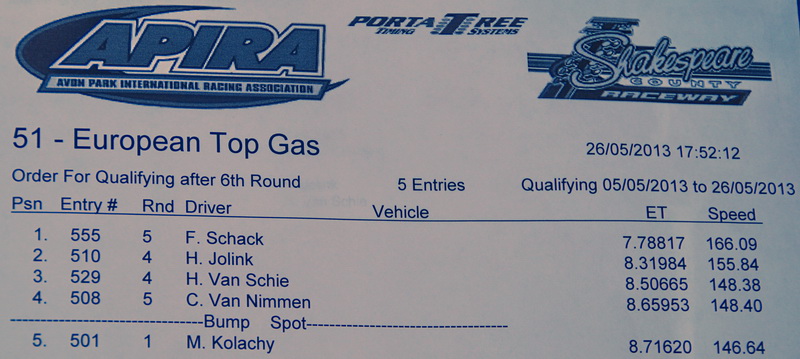 APIRA
AVON PARK INTERNATIONAL RACING ASSOCIATION
PORTATREE
TIMING SYSTEMS
Shakespeare
COUNTY
RACEWAY
51 - European Top Gas
26/05/2013 17:52:12
Order For Qualifying after 6th Round 5 Entries Qualifying 05/05/2013 to 26/05/2013
Psn Entry # Rnd Driver Vehicle ET Speed
1. 555 5 F. Schack 7.78817 166.09
2. 510 4 H. Jolink 8.31984 155.84
3. 529 4 H. Van Schie 8.50665 148.38
4. 508 5 C. Van Nimmen 8.65953 148.40
--------------------------------Bump Spot---------------------------------
5. 501 1 M. Kolachy 8.71620 146.64